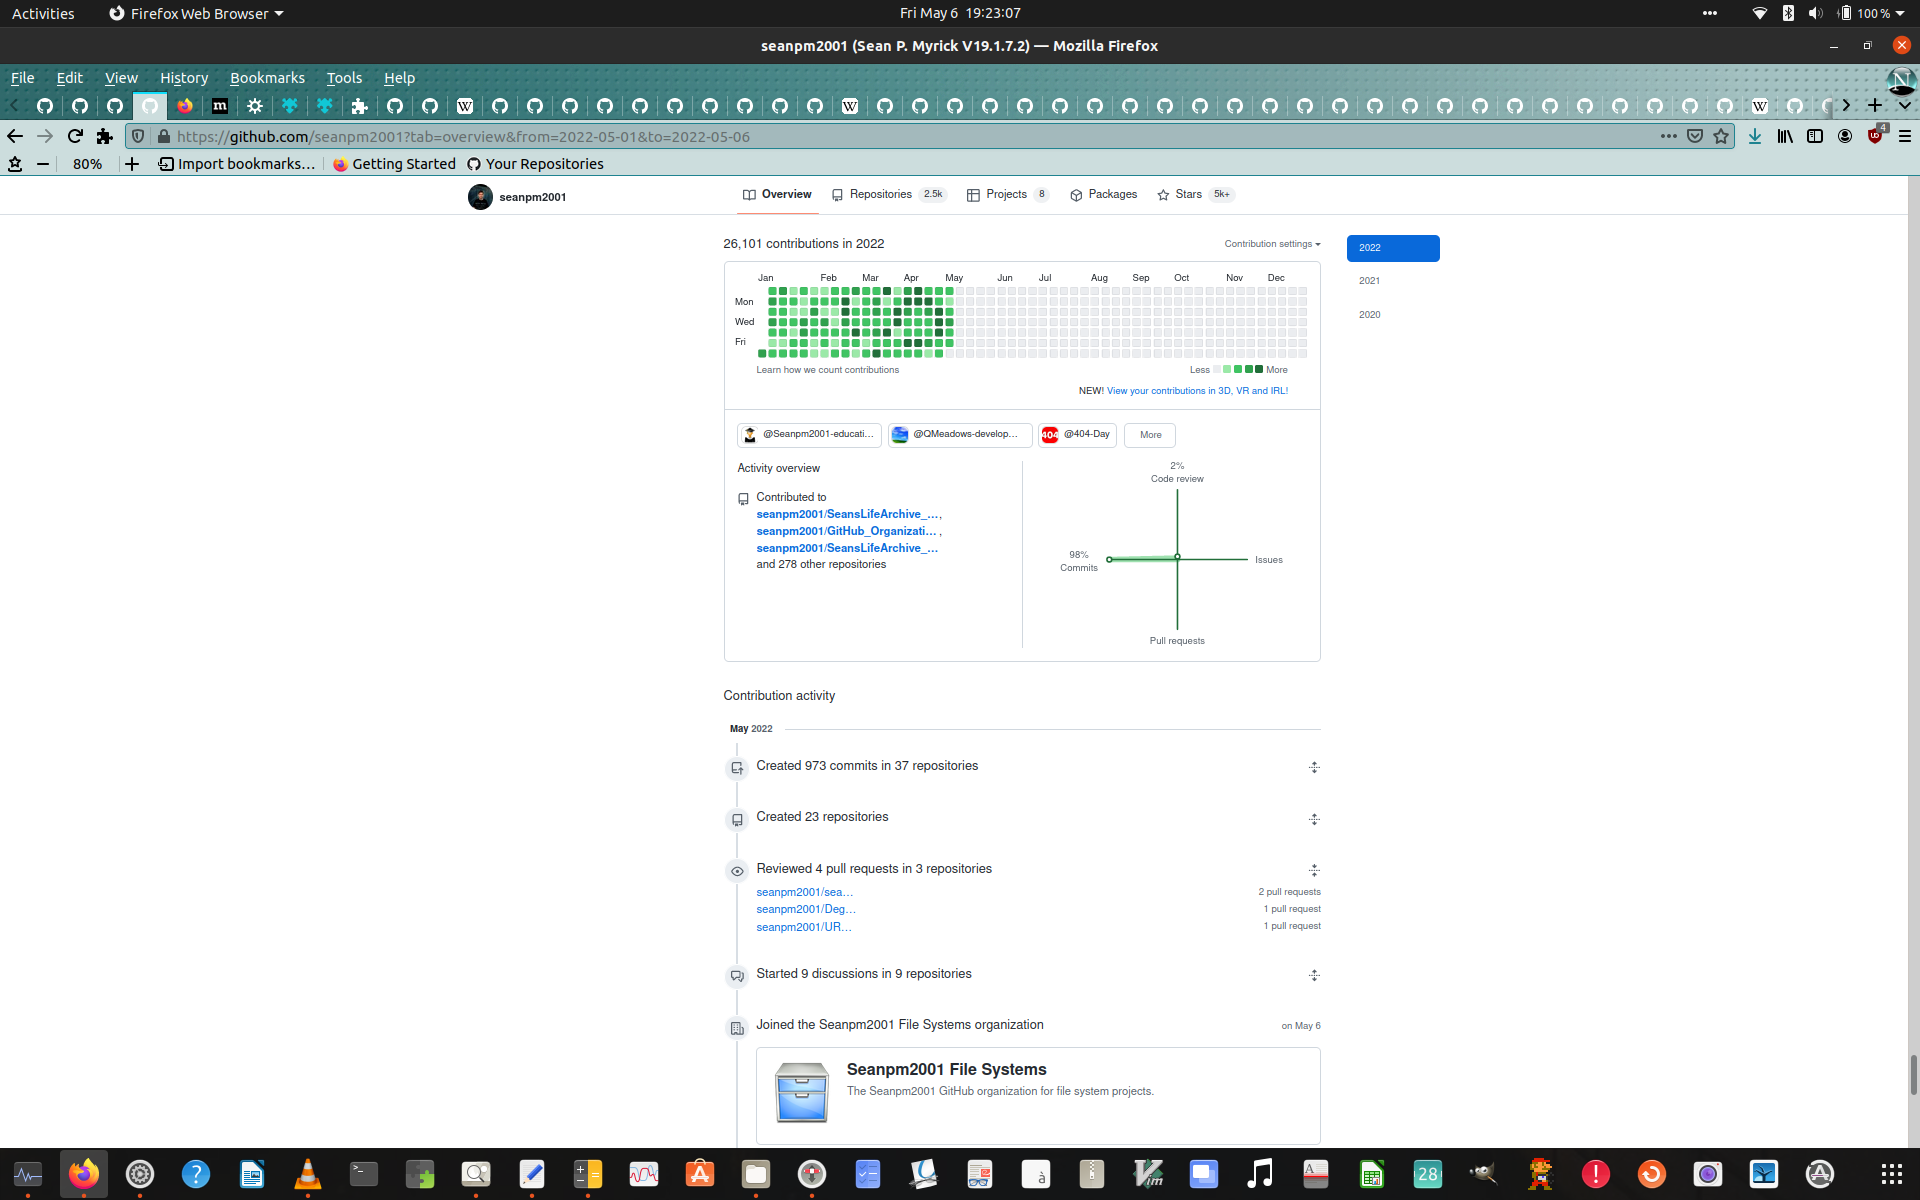 Activities
Firefox Web Browser
Fri May 6 19:23:07
100 %
seanpm2001 (Sean P. Myrick V19.1.7.2) — Mozilla Firefox
File Edit View History Bookmarks Tools Help
https://github.com/seanpm2001?tab=overview&from=2022-05-01&to=2022-05-06
4
80%
Import bookmarks…
Getting Started
Your Repositories
seanpm2001
Overview
Repositories 2.5k
Projects 8
Packages
Stars 5k+
26,101 contributions in 2022
Contribution settings
2022
2021
2020
Jan Feb Mar Apr May Jun Jul Aug Sep Oct Nov Dec
Mon
Wed
Fri
Learn how we count contributions
Less More
NEW! View your contributions in 3D, VR and IRL!
@Seanpm2001-educati…
@QMeadows-develop…
404 @404-Day
More
Activity overview
Contributed to
seanpm2001/SeansLifeArchive_…,
seanpm2001/GitHub_Organizati… ,
seanpm2001/SeansLifeArchive_…
and 278 other repositories
2%
Code review
98%
Commits
Issues
Pull requests
Contribution activity
May 2022
Created 973 commits in 37 repositories
Created 23 repositories
Reviewed 4 pull requests in 3 repositories
seanpm2001/sea…
2 pull requests
seanpm2001/Deg…
1 pull request
seanpm2001/UR…
1 pull request
Started 9 discussions in 9 repositories
Joined the Seanpm2001 File Systems organization
on May 6
Seanpm2001 File Systems
The Seanpm2001 GitHub organization for file system projects.
28